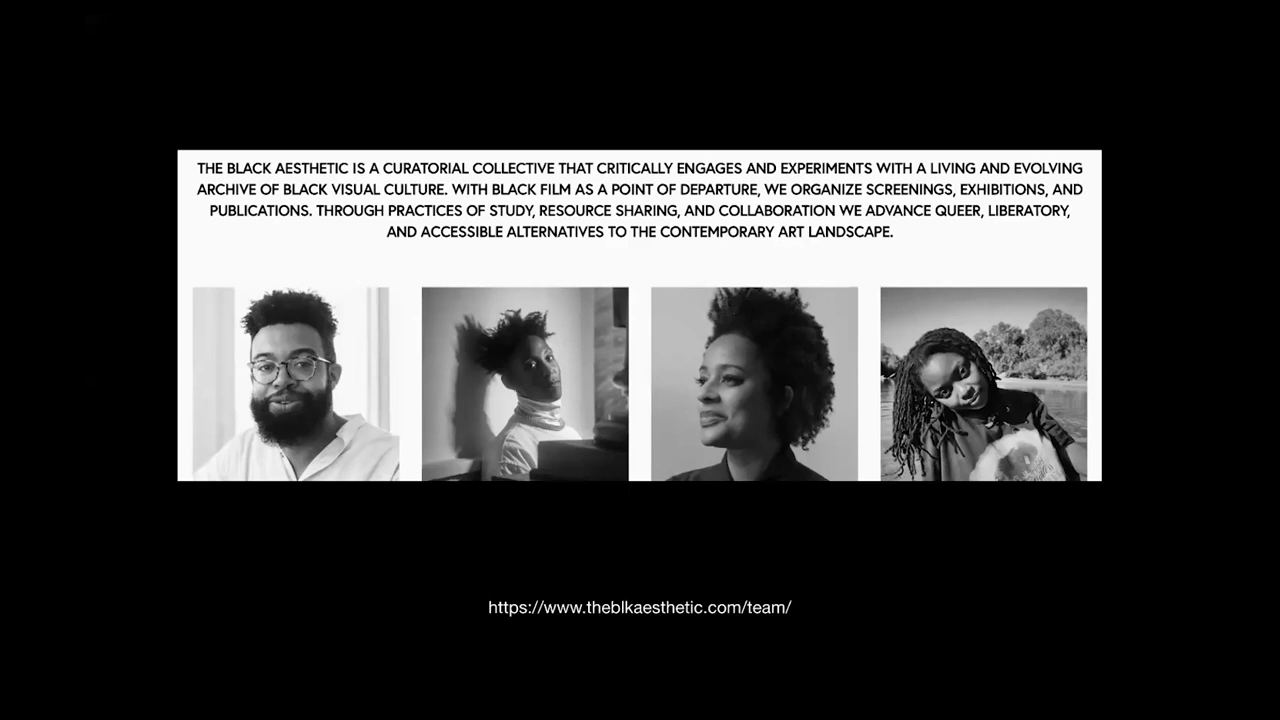 THE BLACK AESTHETIC IS A CURATORIAL COLLECTIVE THAT CRITICALLY ENGAGES AND EXPERIMENTS WITH A LIVING AND EVOLVING
ARCHIVE OF BLACK VISUAL CULTURE. WITH BLACK FILM AS A POINT OF DEPARTURE, WE ORGANIZE SCREENINGS, EXHIBITIONS, AND
PUBLICATIONS. THROUGH PRACTICES OF STUDY, RESOURCE SHARING, AND COLLABORATION WE ADVANCE QUEER, LIBERATORY,
AND ACCESSIBLE ALTERNATIVES TO THE CONTEMPORARY ART LANDSCAPE.
https://www.theblkaesthetic.com/team/